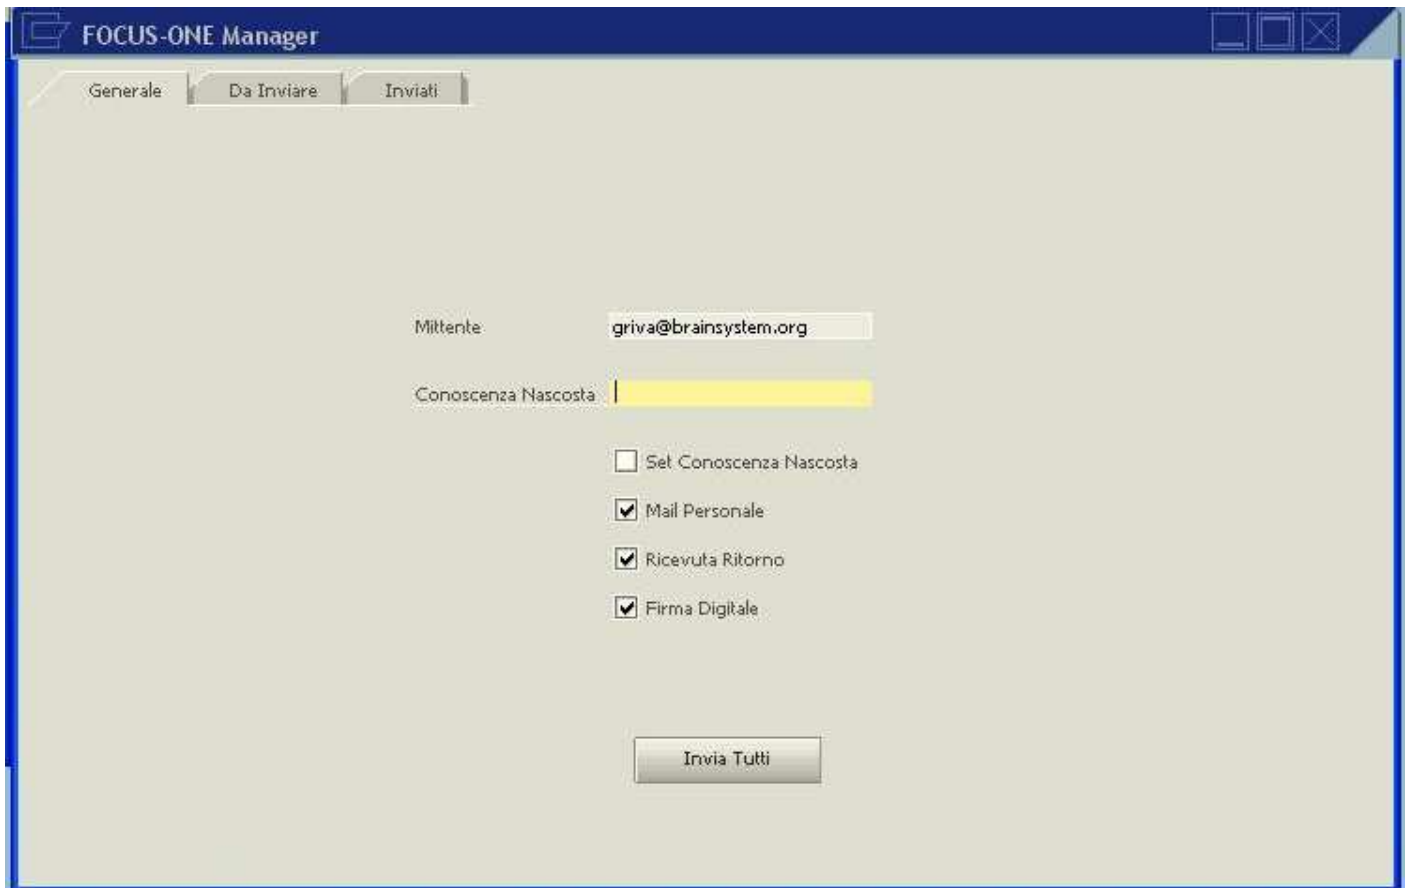 FOCUS-ONE Manager
Generale Da Inviare Inviati
Mittente griva@brainsystem.org
Conoscenza Nascosta
Set Conoscenza Nascosta
Mail Personale
Ricevuta Ritorno
Firma Digitale
Invia Tutti